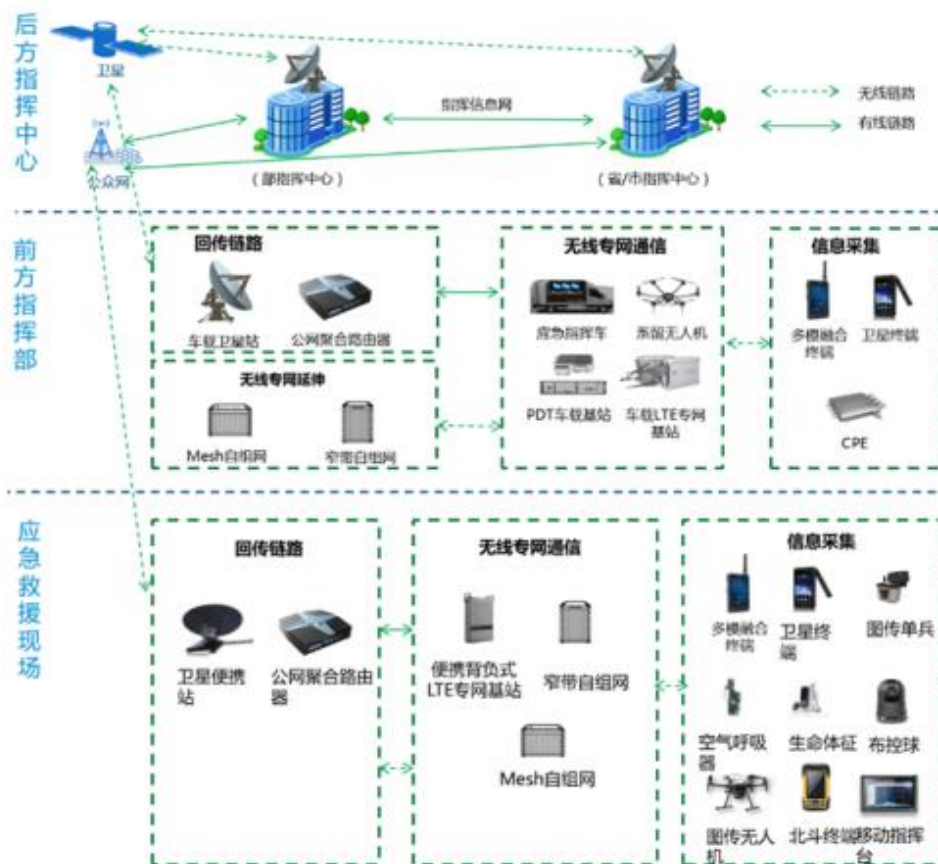 后方指挥中心
卫星
公众网
指挥信息网
(部指挥中心)
(省/市指挥中心)
无线链路
有线链路
前方指挥部
回传链路
车载卫星站
公网聚合路由器
无线专网延伸
Mesh自组网
窄带自组网
无线专网通信
应急指挥车
系留无人机
PDT车载基站
车载LTE专网
基站
信息采集
多模融合
终端
卫星终端
CPE
应急救援现场
回传链路
卫星便携
站
公网聚合路由
器
无线专网通信
便携背负式
LTE专网基站
窄带自组网
Mesh自组网
信息采集
多模融合
终端
卫星终
端
图传单兵
空气呼吸
器
生命体征
布控球
图传无人
机
北斗终端
移动指挥
台